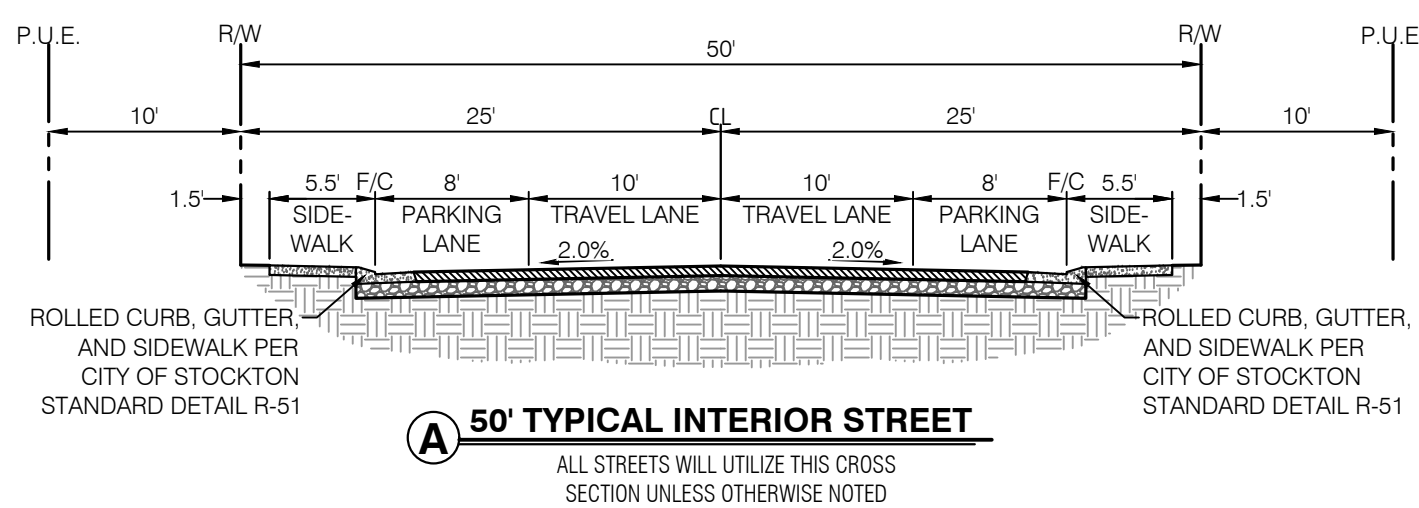 P.U.E. R/W R/W P.U.E
50'
10' 25' CL 25' 10'
1.5' 5.5' F/C 8' 10' 10' 8' F/C 5.5' 1.5'
SIDE- PARKING TRAVEL LANE TRAVEL LANE PARKING SIDE-
WALK LANE LANE WALK
2.0% 2.0%
ROLLED CURB, GUTTER,
AND SIDEWALK PER
CITY OF STOCKTON
STANDARD DETAIL R-51
ROLLED CURB, GUTTER,
AND SIDEWALK PER
CITY OF STOCKTON
STANDARD DETAIL R-51
A 50' TYPICAL INTERIOR STREET
ALL STREETS WILL UTILIZE THIS CROSS
SECTION UNLESS OTHERWISE NOTED